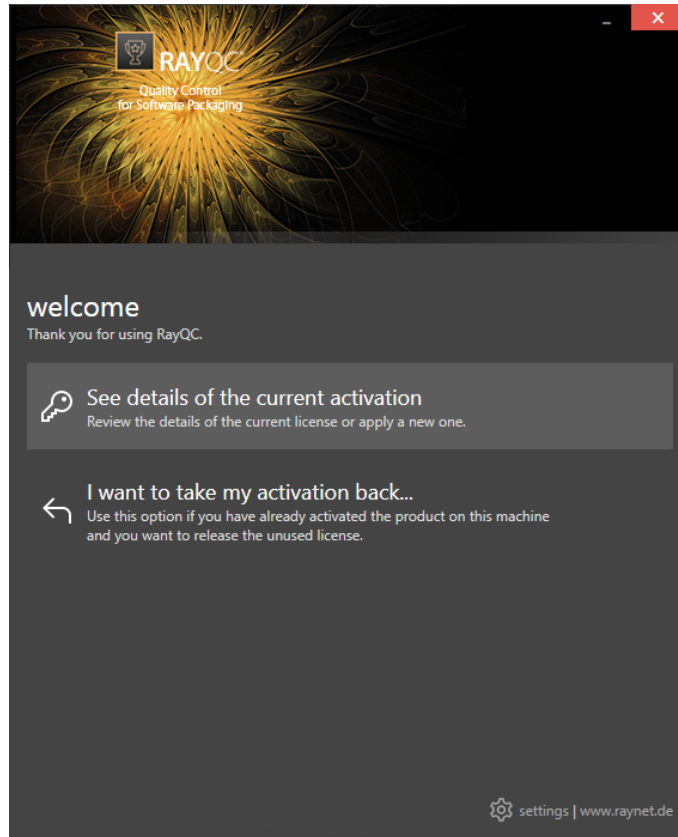 RAYQC
Quality Control
for Software Packaging
welcome
Thank you for using RayQC.
See details of the current activation
Review the details of the current license or apply a new one.
I want to take my activation back...
Use this option if you have already activated the product on this machine
and you want to release the unused license.
settings | www.raynet.de